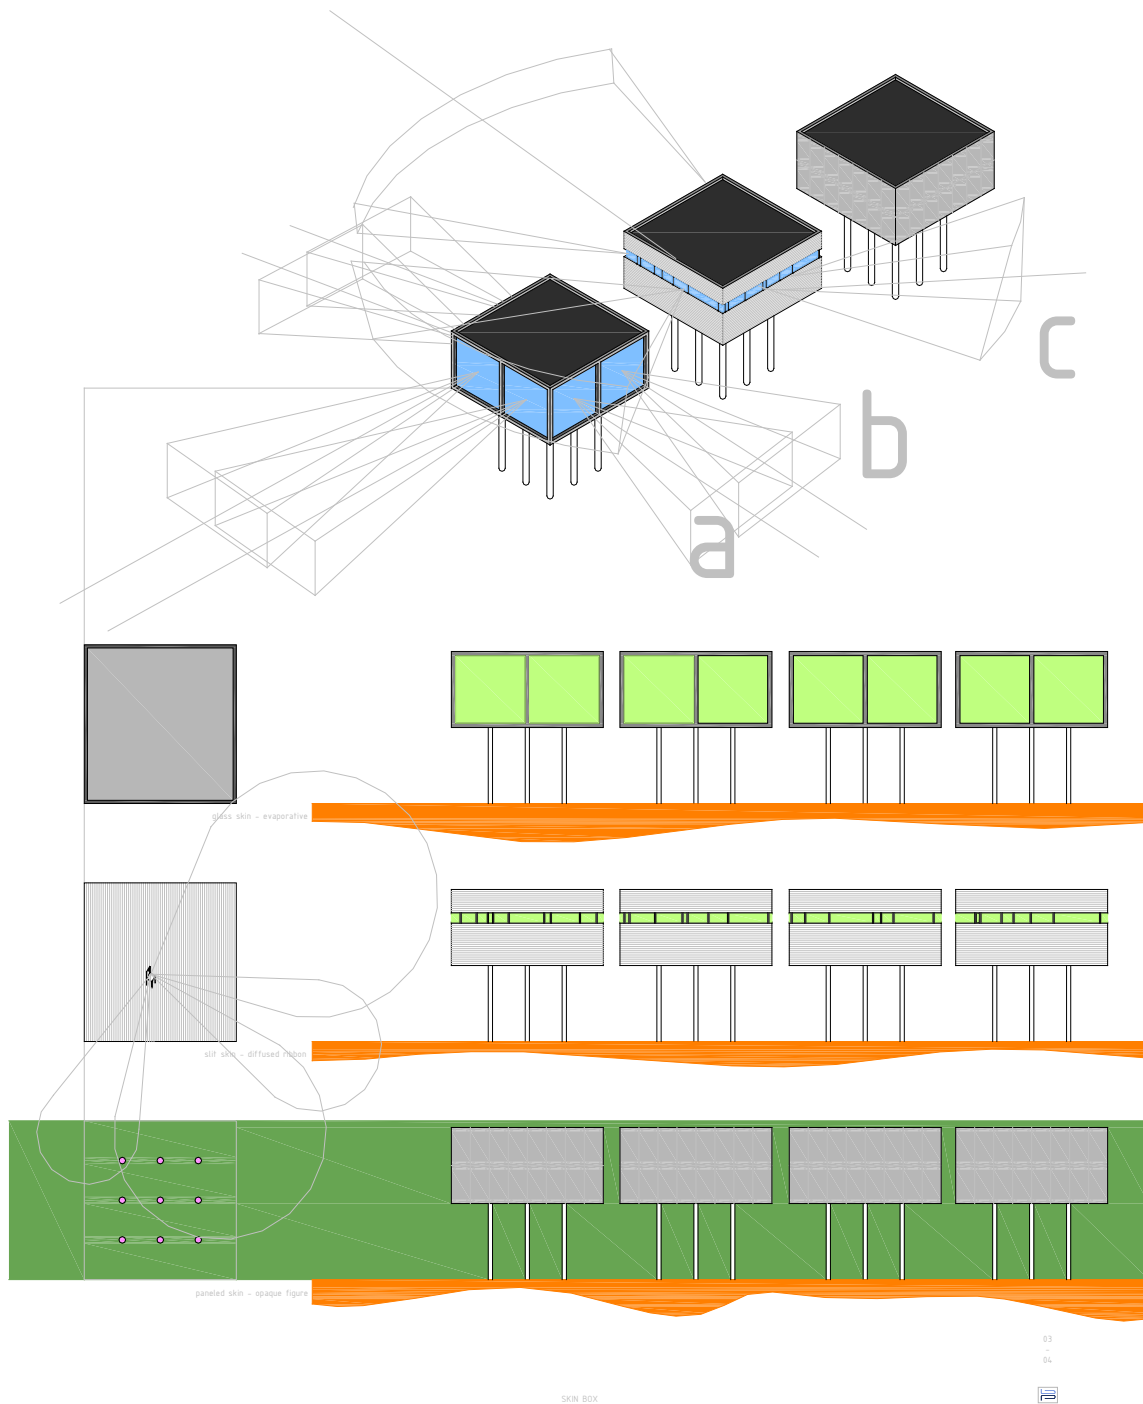 c
b
a
glass skin – evaporative
slit skin – diffused ribbon
paneled skin – opaque figure
03
–
04
SKIN BOX